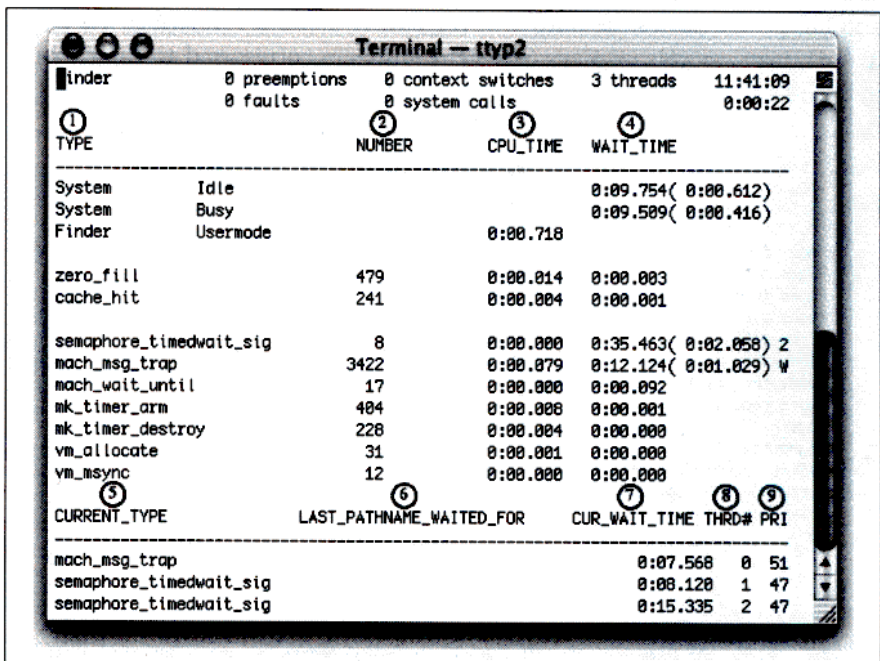 Terminal — ttyp2
Finder 0 preemptions 0 context switches 3 threads 11:41:09
0 faults 0 system calls 0:00:22
1 2 3 4
TYPE NUMBER CPU_TIME WAIT_TIME
System Idle 0:09.754( 0:00.612)
System Busy 0:09.509( 0:00.416)
Finder Usermode 0:00.718
zero_fill 479 0:00.014 0:00.003
cache_hit 241 0:00.004 0:00.001
semaphore_timedwait_sig 8 0:00.000 0:35.463( 0:02.058) 2
mach_msg_trap 3422 0:00.079 0:12.124( 0:01.029) W
mach_wait_until 17 0:00.000 0:00.092
mk_timer_arm 404 0:00.008 0:00.001
mk_timer_destroy 228 0:00.004 0:00.000
vm_allocate 31 0:00.001 0:00.000
vm_msync 12 0:00.000 0:00.000
5 6 7 8 9
CURRENT_TYPE LAST_PATHNAME_WAITED_FOR CUR_WAIT_TIME THRD# PRI
mach_msg_trap 0:07.568 0 51
semaphore_timedwait_sig 0:08.120 1 47
semaphore_timedwait_sig 0:15.335 2 47